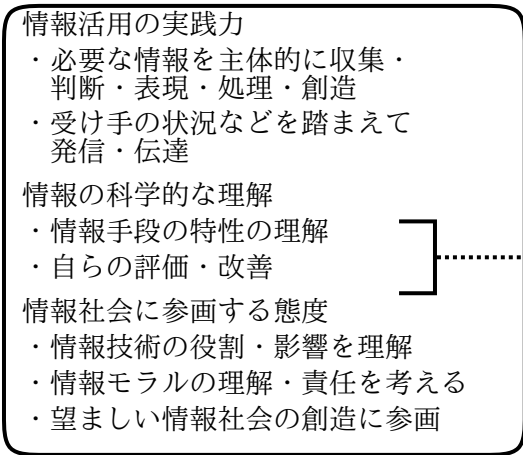 情報活用の実践力
・必要な情報を主体的に収集・
判断・表現・処理・創造
・受け手の状況などを踏まえて
発信・伝達
情報の科学的な理解
・情報手段の特性の理解
・自らの評価・改善
情報社会に参画する態度
・情報技術の役割・影響を理解
・情報モラルの理解・責任を考える
・望ましい情報社会の創造に参画